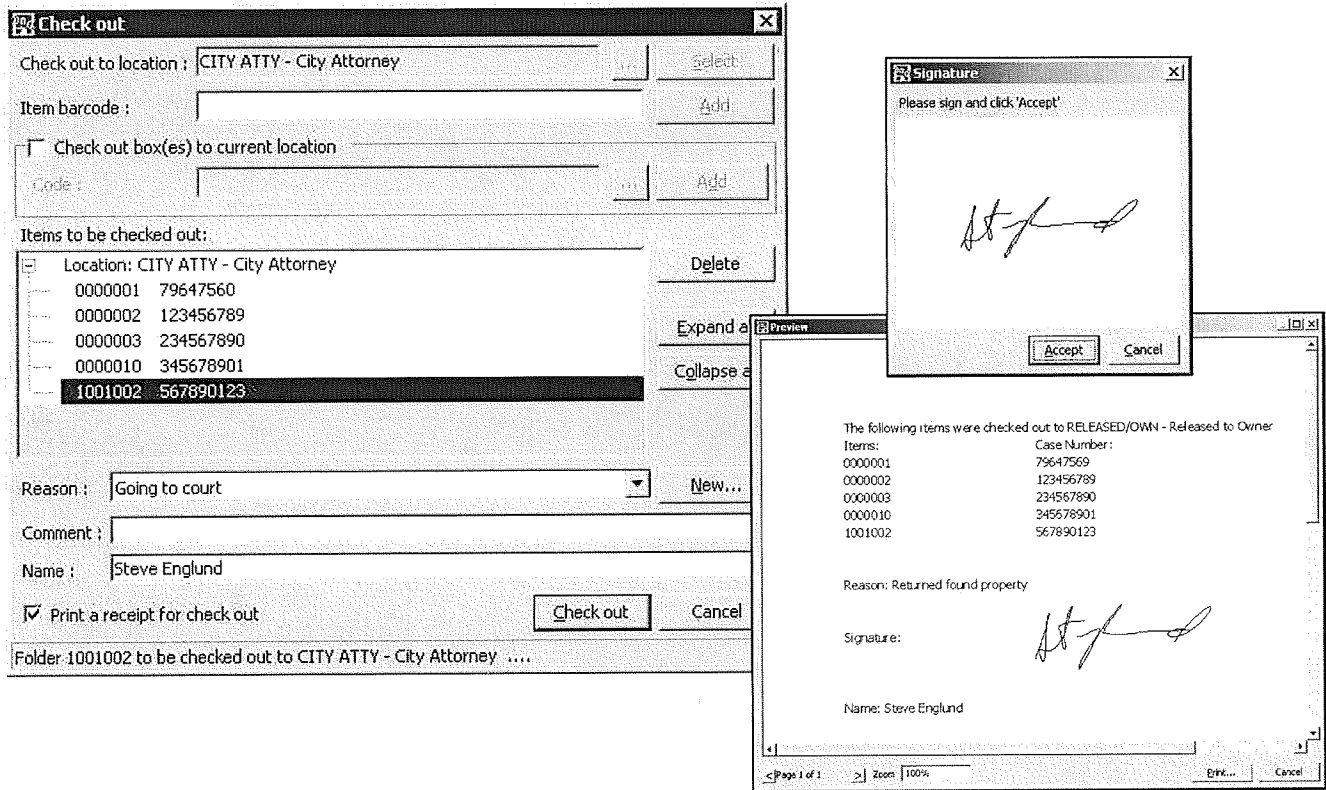 Check out
Check out to location : CITY ATTY - City Attorney ... Select
Item barcode : Add
Check out box(es) to current location
Code : ... Add
Items to be checked out:
Location: CITY ATTY - City Attorney
0000001 79647560
0000002 123456789
0000003 234567890
0000010 345678901
1001002 567890123
Delete
Expand a
Collapse a
Reason : Going to court New...
Comment :
Name : Steve Englund
Print a receipt for check out Check out Cancel
Folder 1001002 to be checked out to CITY ATTY - City Attorney ....
Signature
Please sign and click 'Accept'
Accept Cancel
Preview
The following items were checked out to RELEASED/OWN - Released to Owner
Items: Case Number :
0000001 79647569
0000002 123456789
0000003 234567890
0000010 345678901
1001002 567890123
Reason: Returned found property
Signature:
Name: Steve Englund
< Page 1 of 1 > Zoom 100% Print... Cancel